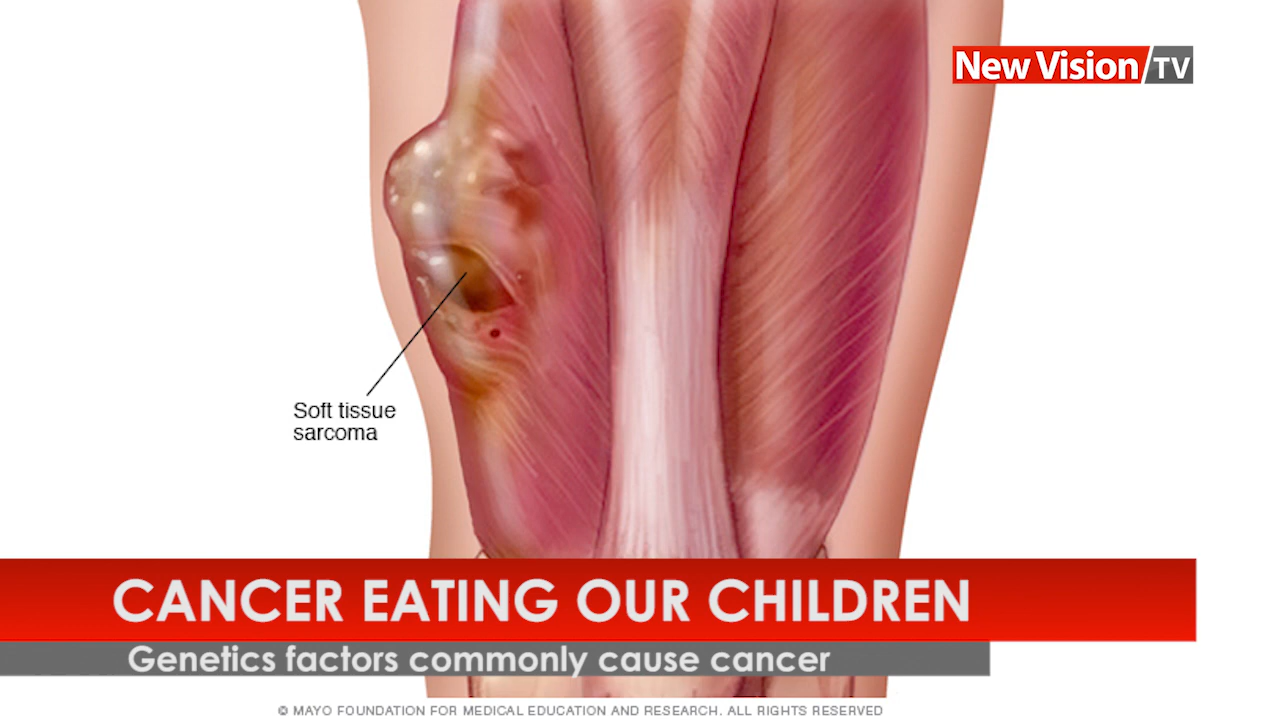 New Vision/TV
Soft tissue
sarcoma
CANCER EATING OUR CHILDREN
Genetics factors commonly cause cancer
© MAYO FOUNDATION FOR MEDICAL EDUCATION AND RESEARCH. ALL RIGHTS RESERVED